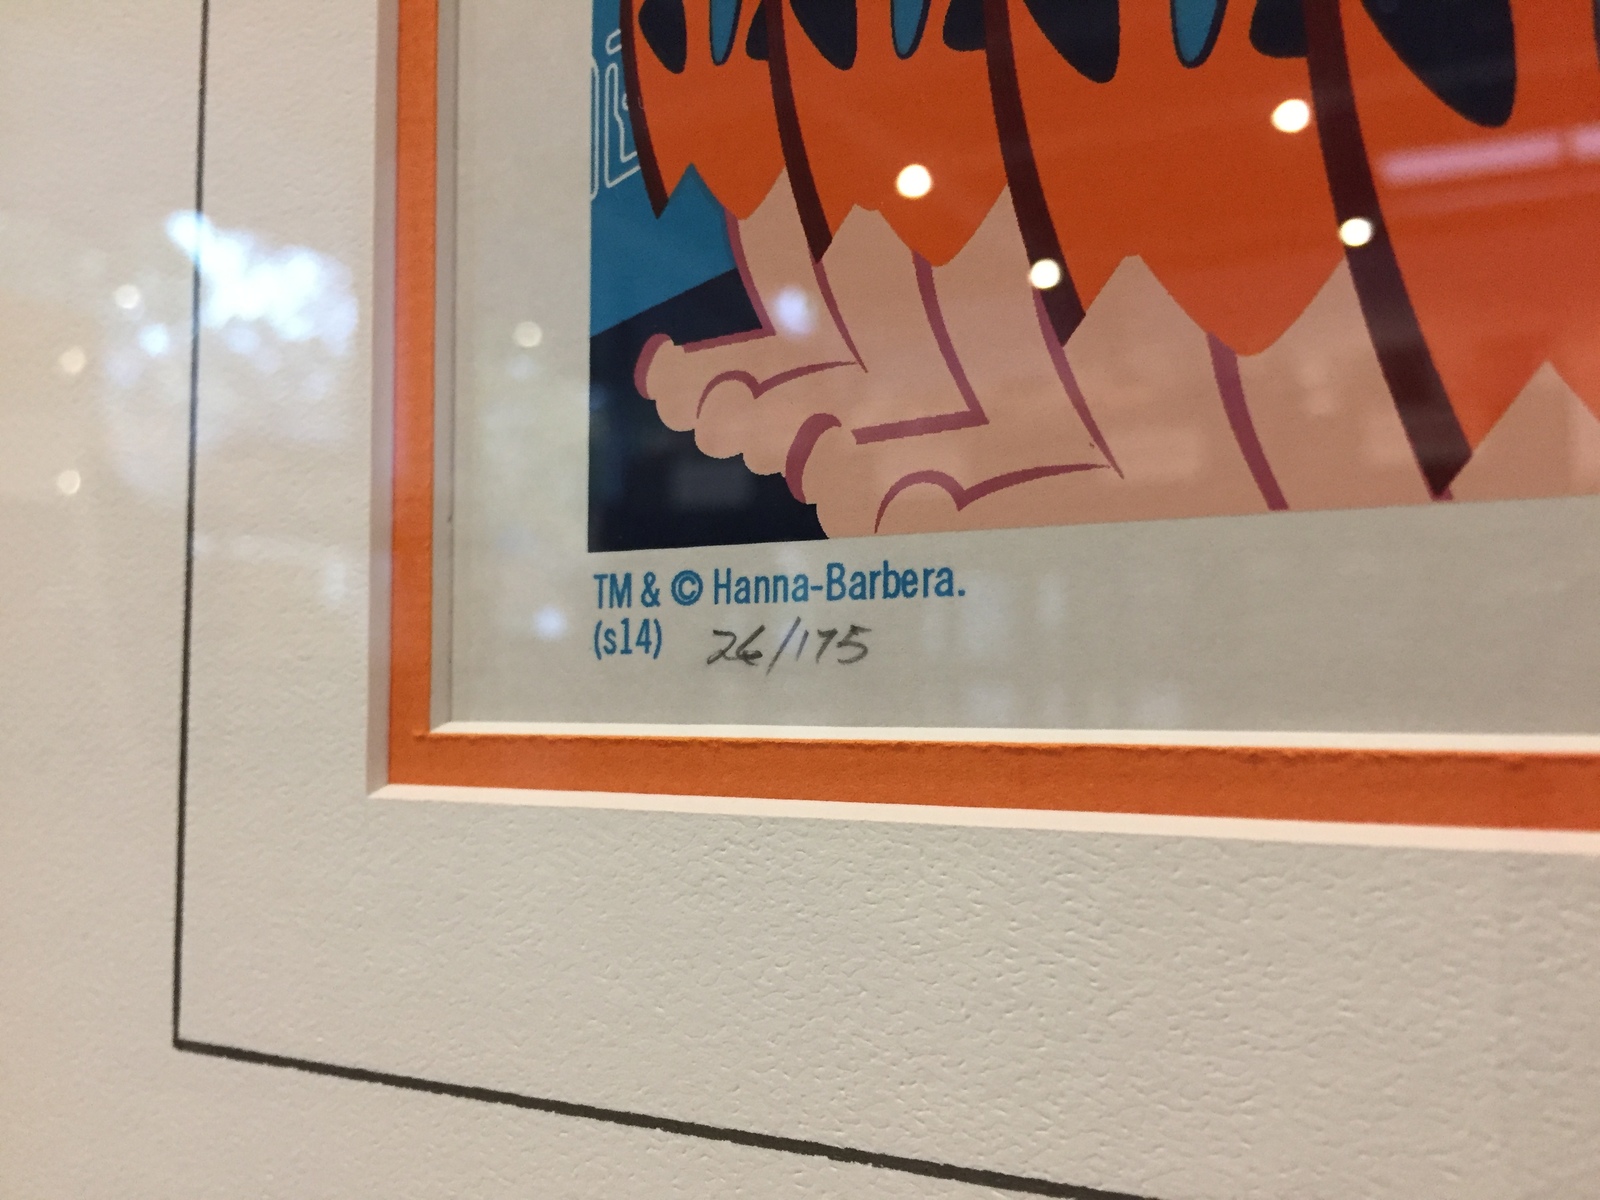 TM & © Hanna-Barbera.
(s14) 26/175